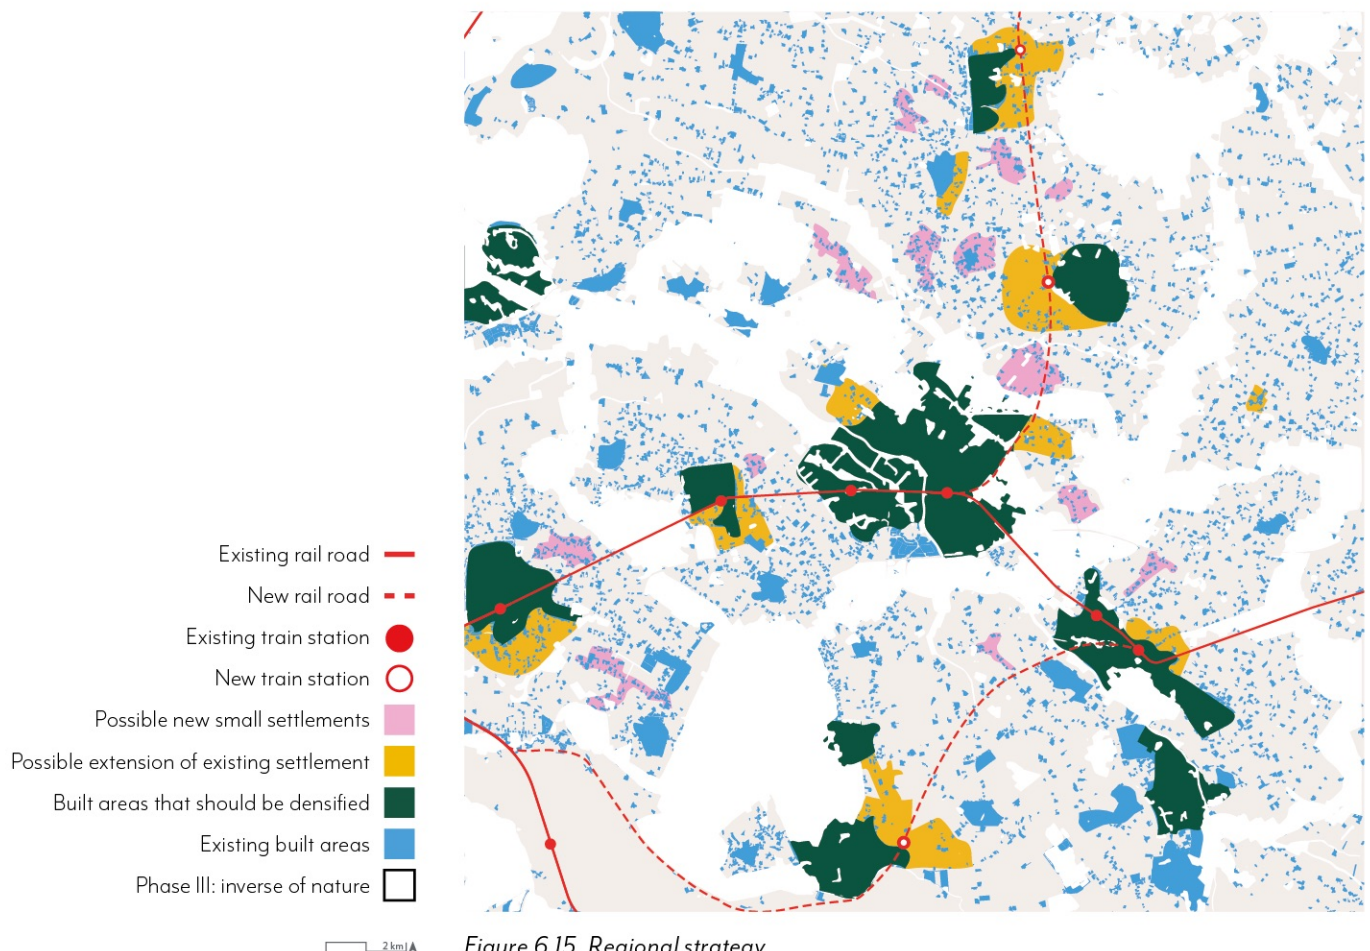 Existing rail road
New rail road
Existing train station
New train station
Possible new small settlements
Possible extension of existing settlement
Built areas that should be densified
Existing built areas
Phase III: inverse of nature
2 km
Figure 6.15. Regional strategy